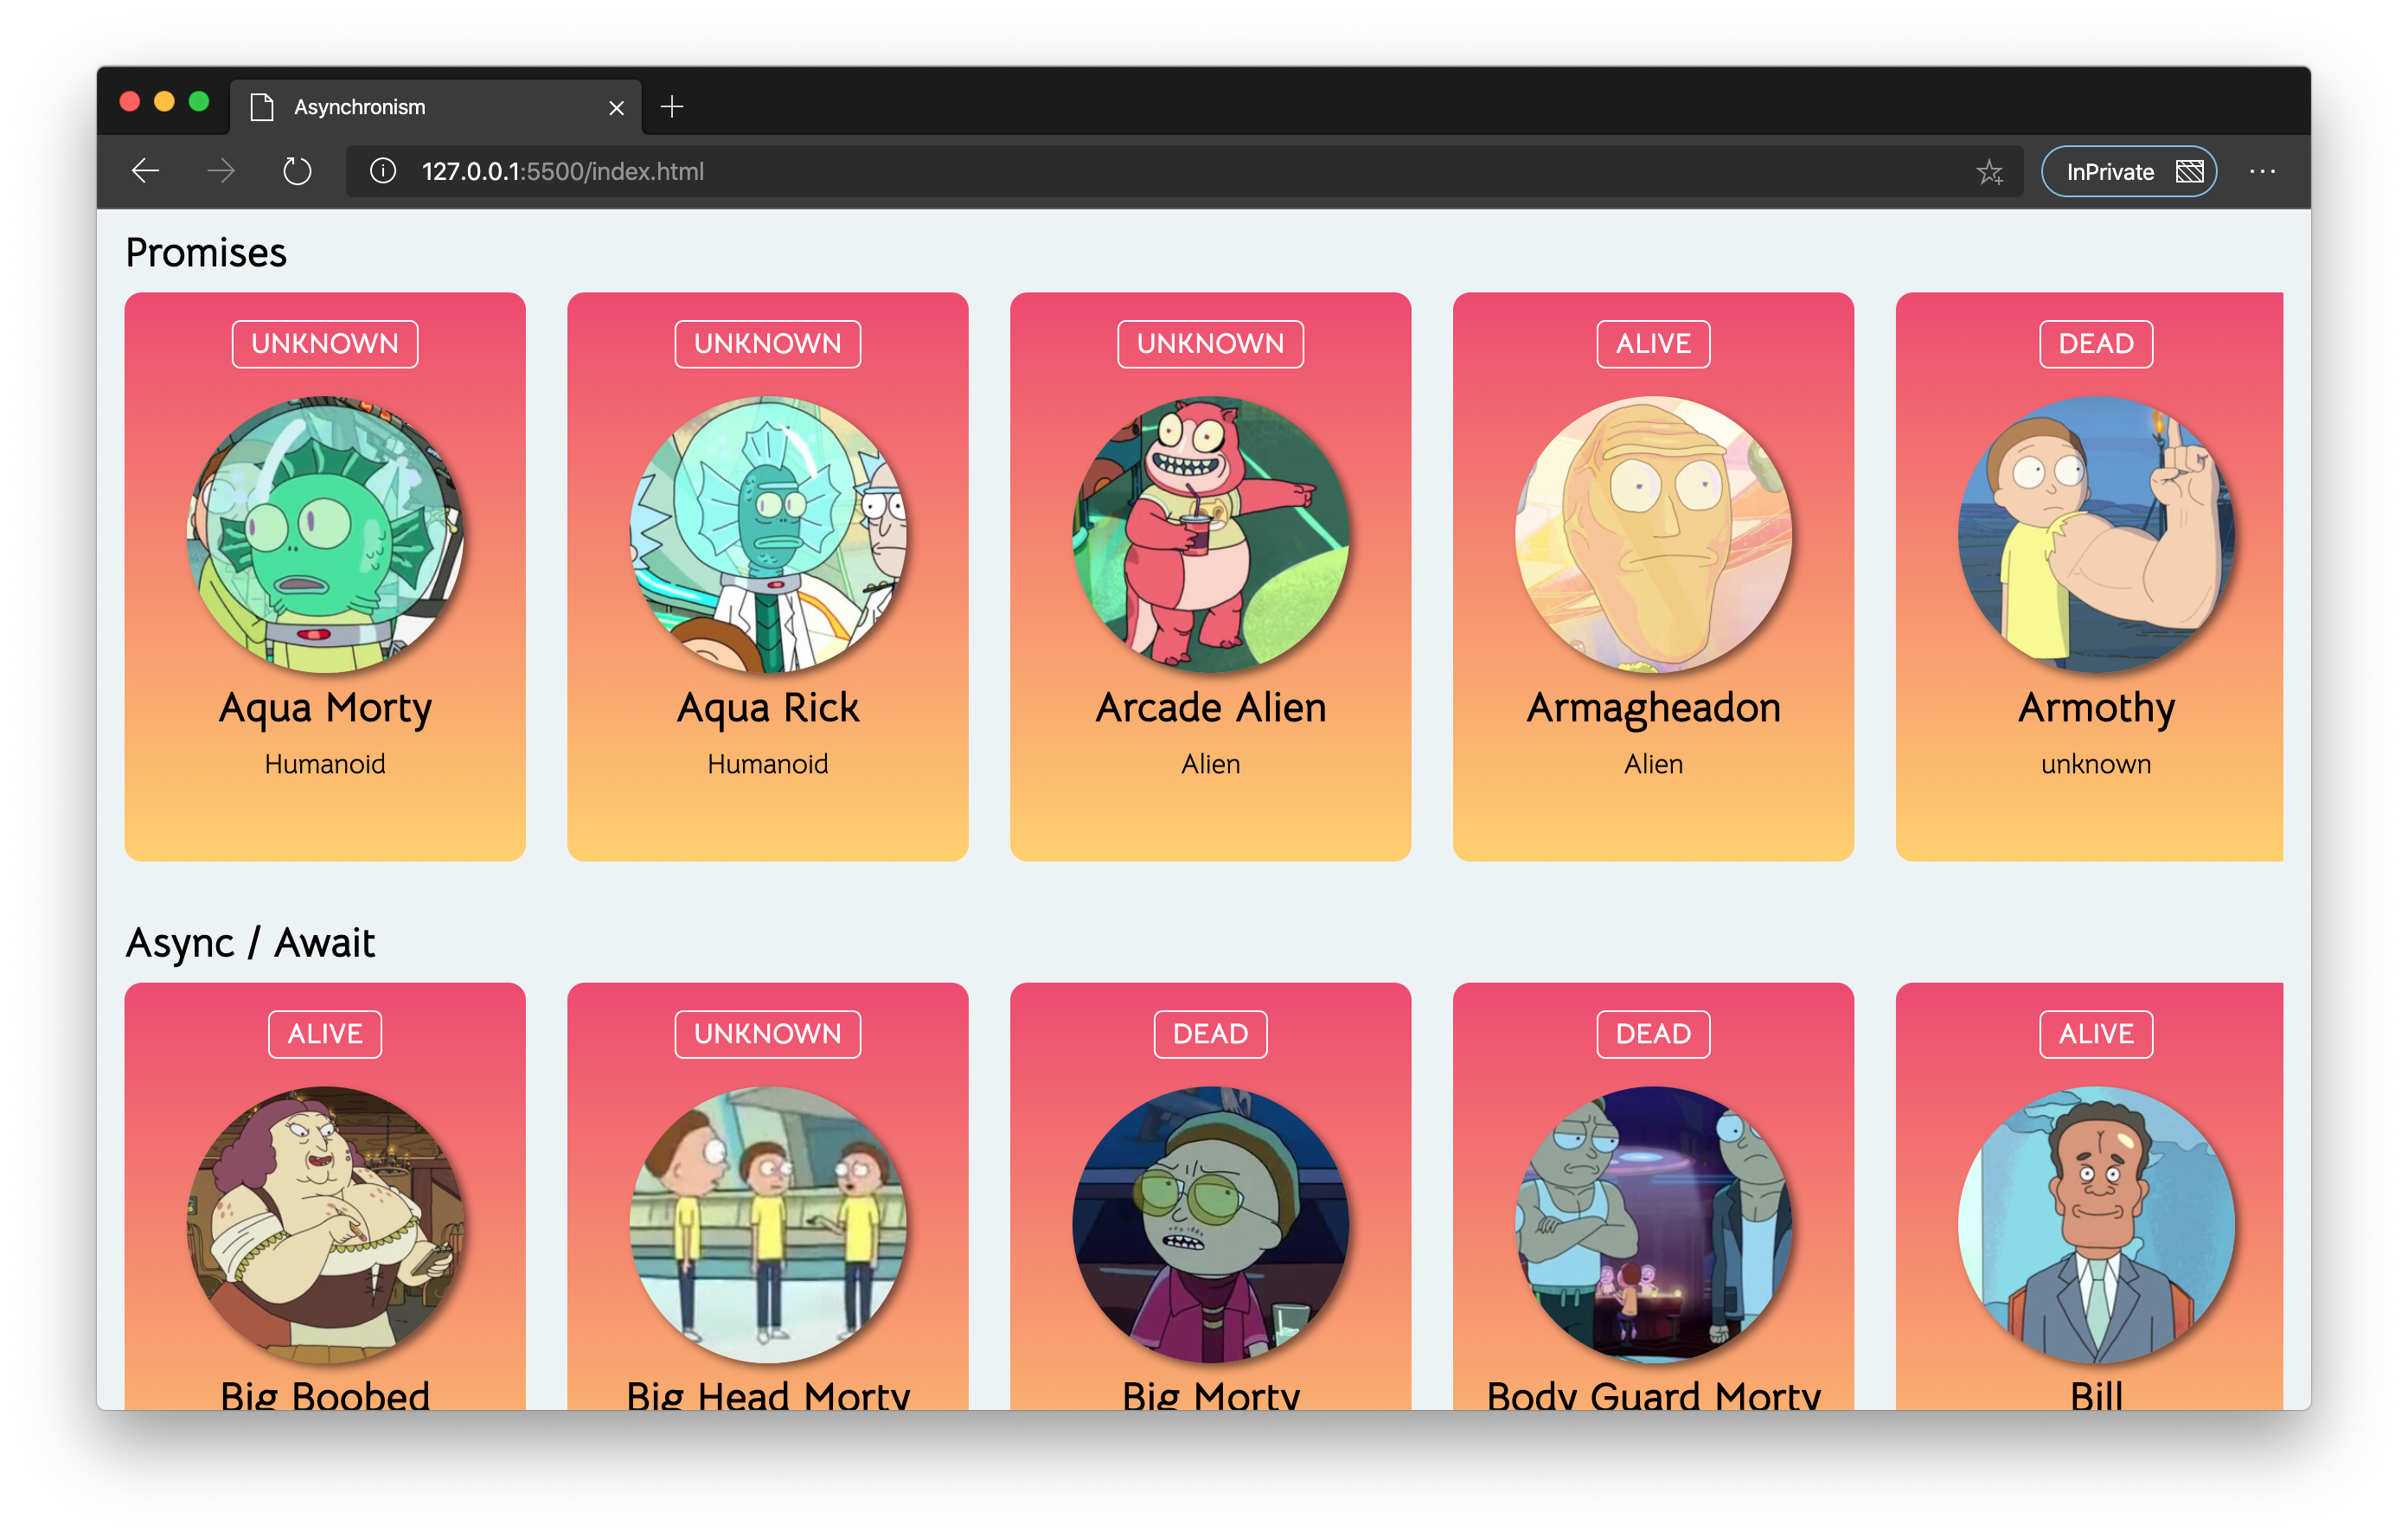 Asynchronism
127.0.0.1:5500/index.html
InPrivate
Promises
UNKNOWN
UNKNOWN
UNKNOWN
ALIVE
DEAD
Aqua Morty
Aqua Rick
Arcade Alien
Armagheadon
Armothy
Humanoid
Humanoid
Alien
Alien
unknown
Async / Await
ALIVE
UNKNOWN
DEAD
DEAD
ALIVE
Big Boobed
Big Head Morty
Big Morty
Body Guard Morty
Bill